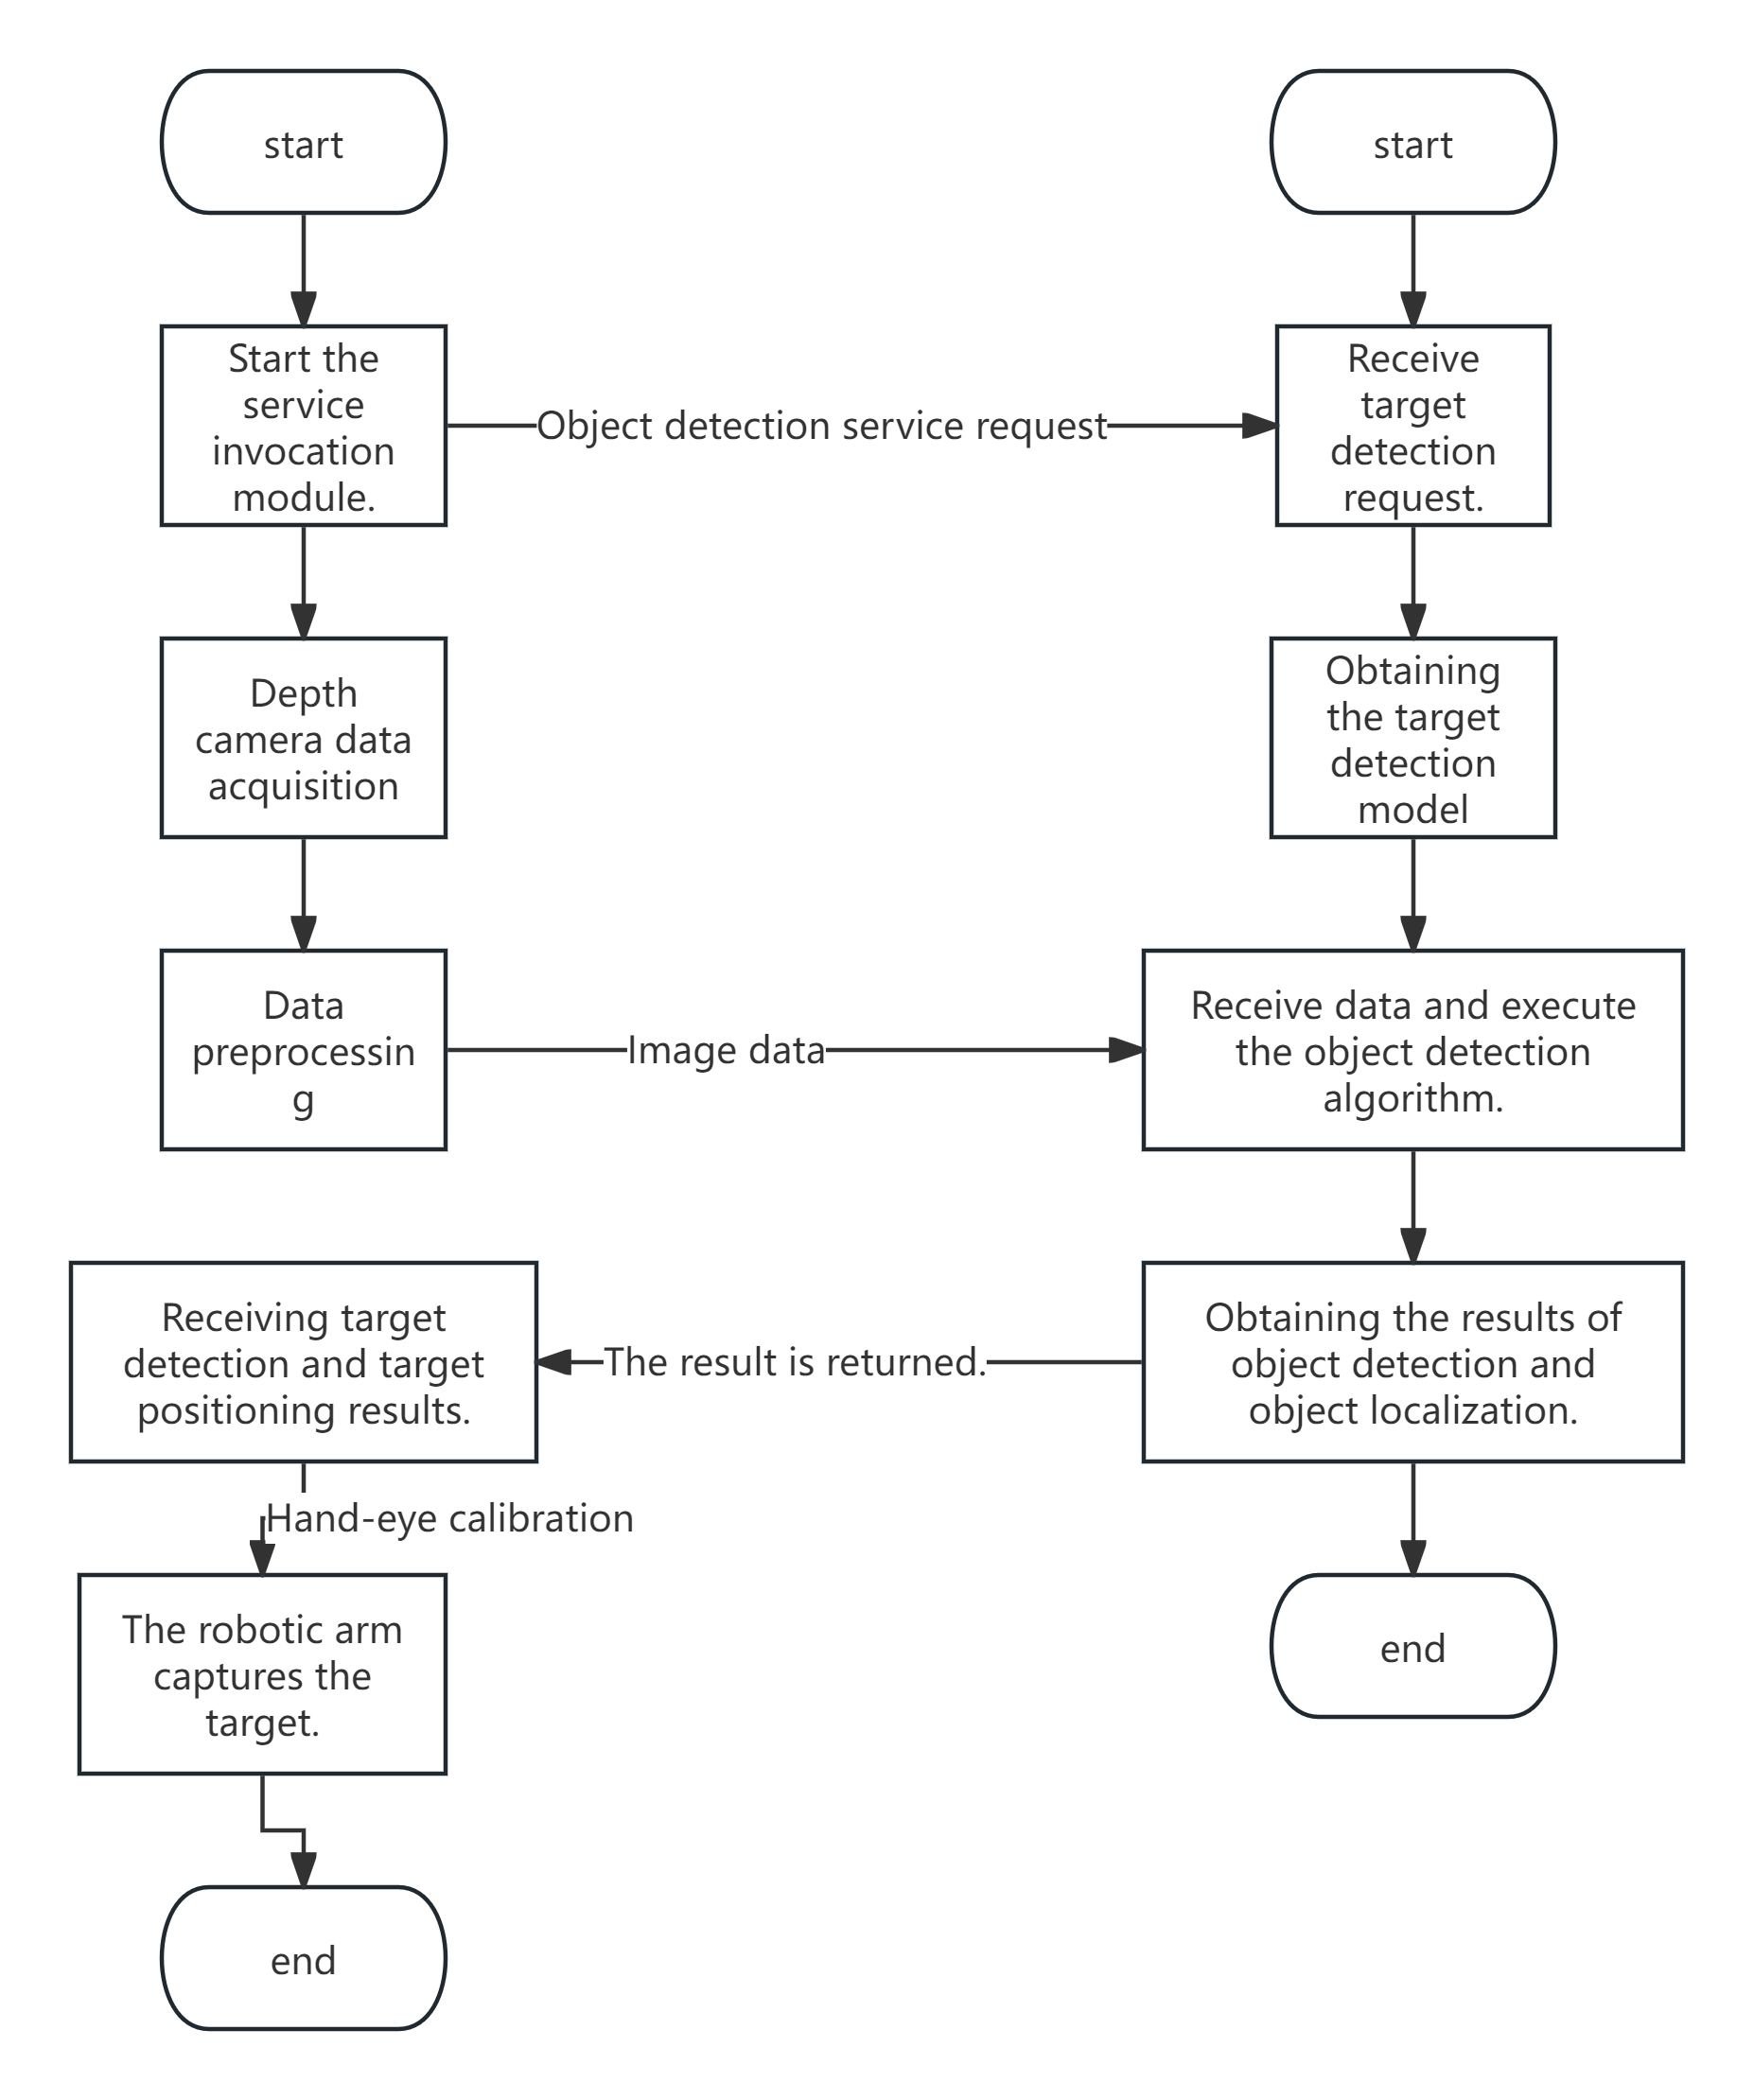 start
start
Start the
service
invocation
module.
Object detection service request
Receive
target
detection
request.
Depth
camera data
acquisition
Obtaining
the target
detection
model
Data
preprocessin
g
Image data
Receive data and execute
the object detection
algorithm.
Receiving target
detection and target
positioning results.
The result is returned.
Obtaining the results of
object detection and
object localization.
Hand-eye calibration
The robotic arm
captures the
target.
end
end